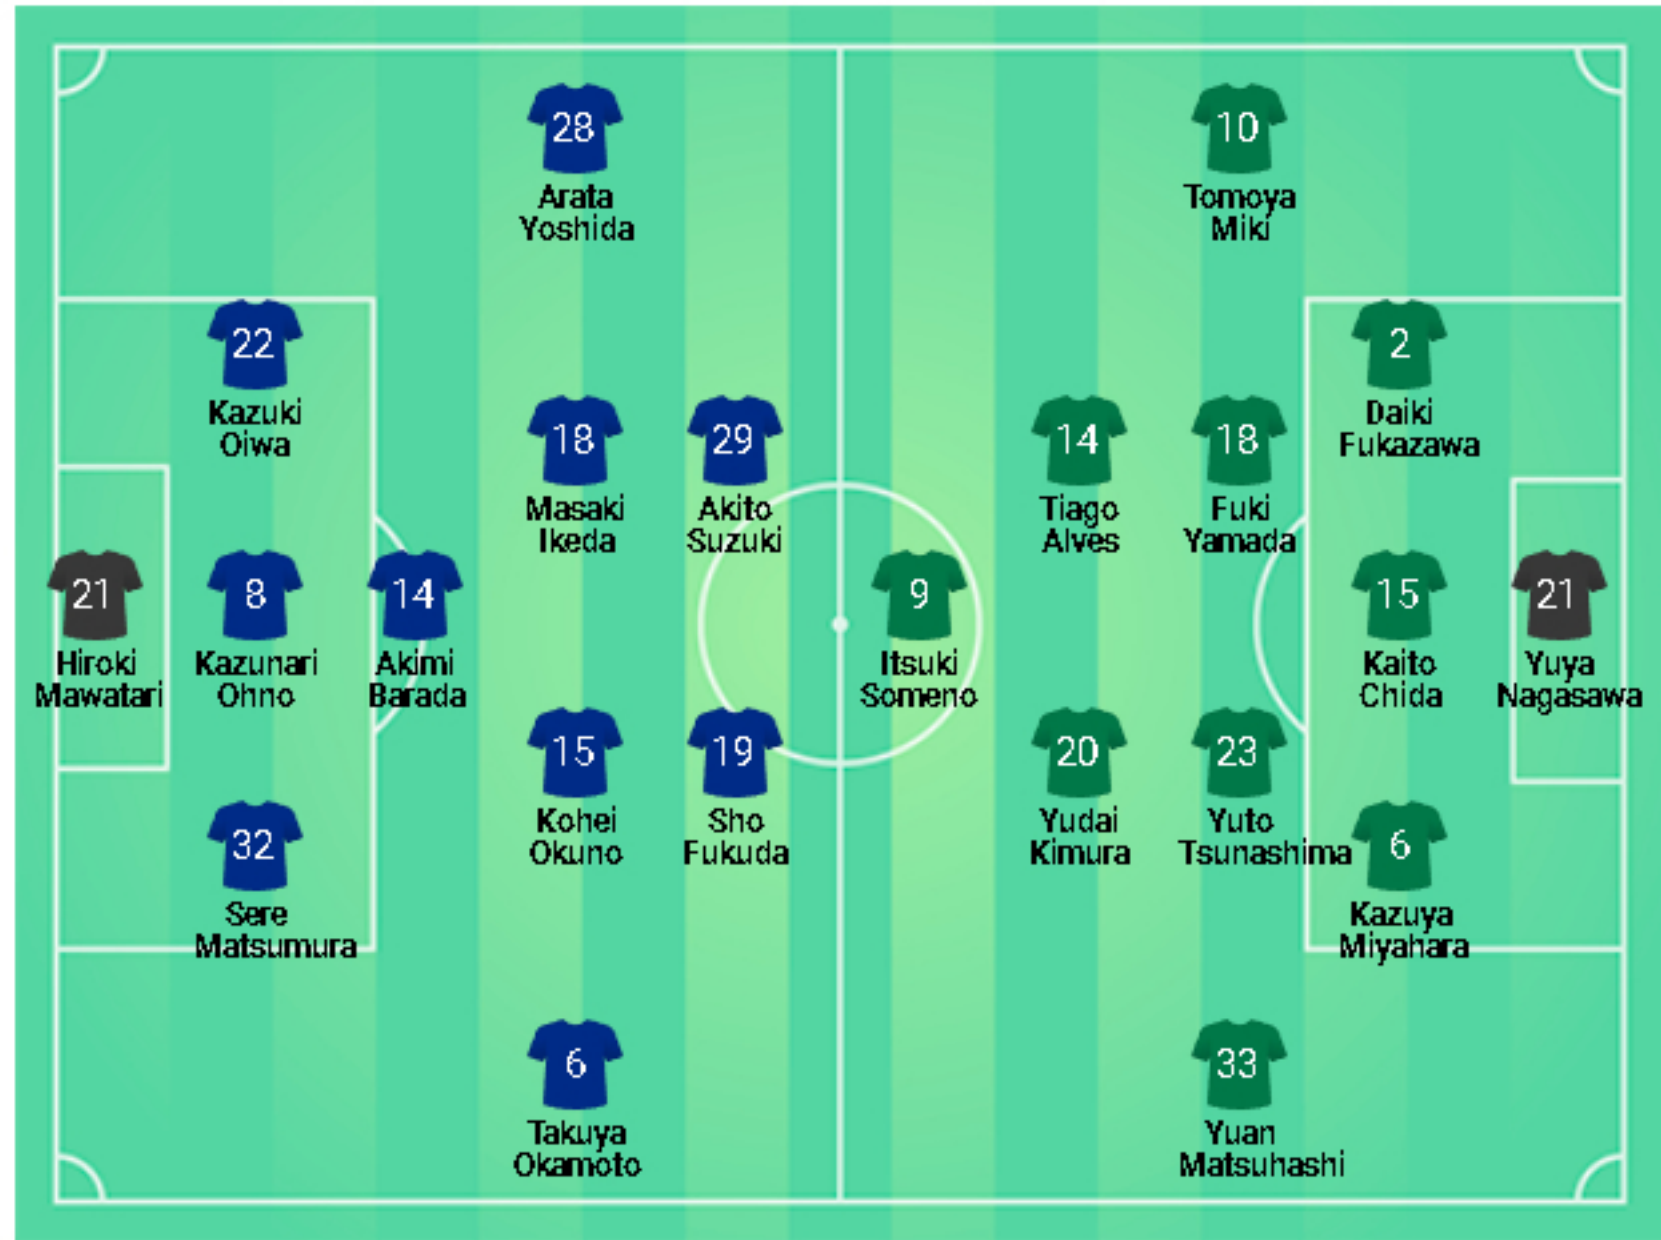 28
Arata
Yoshida
10
Tomoya
Miki
22
Kazuki
Oiwa
2
Daiki
Fukazawa
18
Masaki
Ikeda
29
Akito
Suzuki
14
Tiago
Alves
18
Fuki
Yamada
21
Hiroki
Mawatari
8
Kazunari
Ohno
14
Akimi
Barada
9
Itsuki
Someno
15
Kaito
Chida
21
Yuya
Nagasawa
15
Kohei
Okuno
19
Sho
Fukuda
20
Yudai
Kimura
23
Yuto
Tsunashima
32
Sere
Matsumura
6
Kazuya
Miyahara
6
Takuya
Okamoto
33
Yuan
Matsuhashi